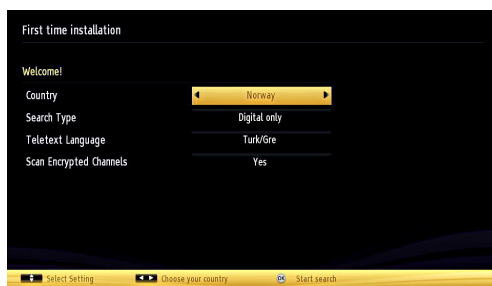 First time installation
Welcome!
Country Norway
Search Type Digital only
Teletext Language Turk/Gre
Scan Encrypted Channels Yes
Select Setting Choose your country OK Start search